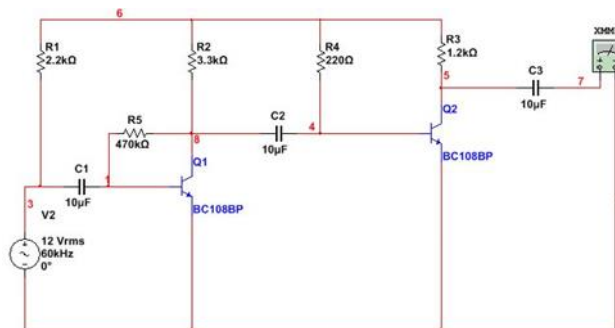 6
XMM
R1
2.2kΩ
R2
3.3kΩ
R4
220Ω
R3
1.2kΩ
5
C3
10µF
7
R5
470kΩ
8
C2
10µF
4
Q2
BC108BP
C1
10µF
1
Q1
BC108BP
3
V2
12 Vrms
60kHz
0°